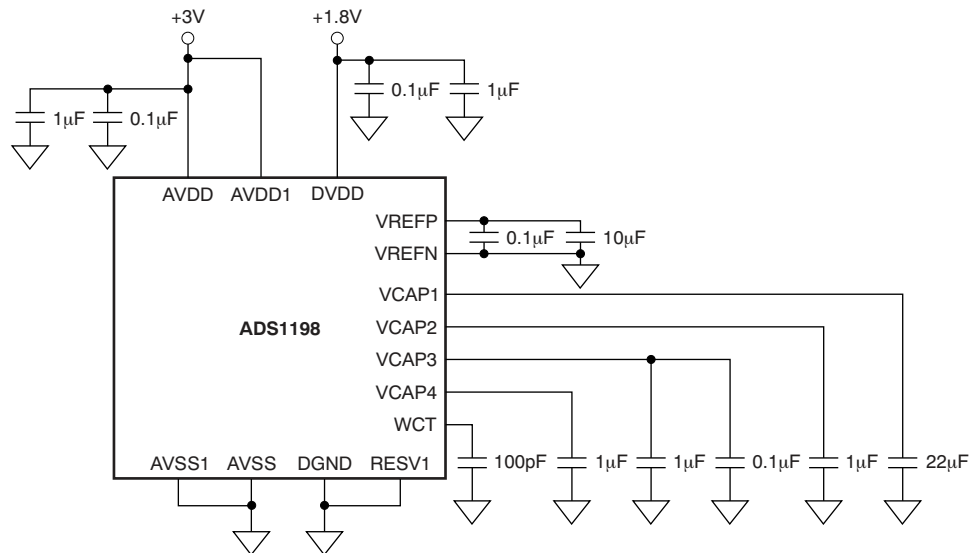 +3V
+1.8V
1μF
0.1μF
0.1μF
1μF
AVDD
AVDD1
DVDD
VREFP
0.1μF
10μF
VREFN
VCAP1
ADS1198
VCAP2
VCAP3
VCAP4
WCT
AVSS1
AVSS
DGND
RESV1
100pF
1μF
1μF
0.1μF
1μF
22μF